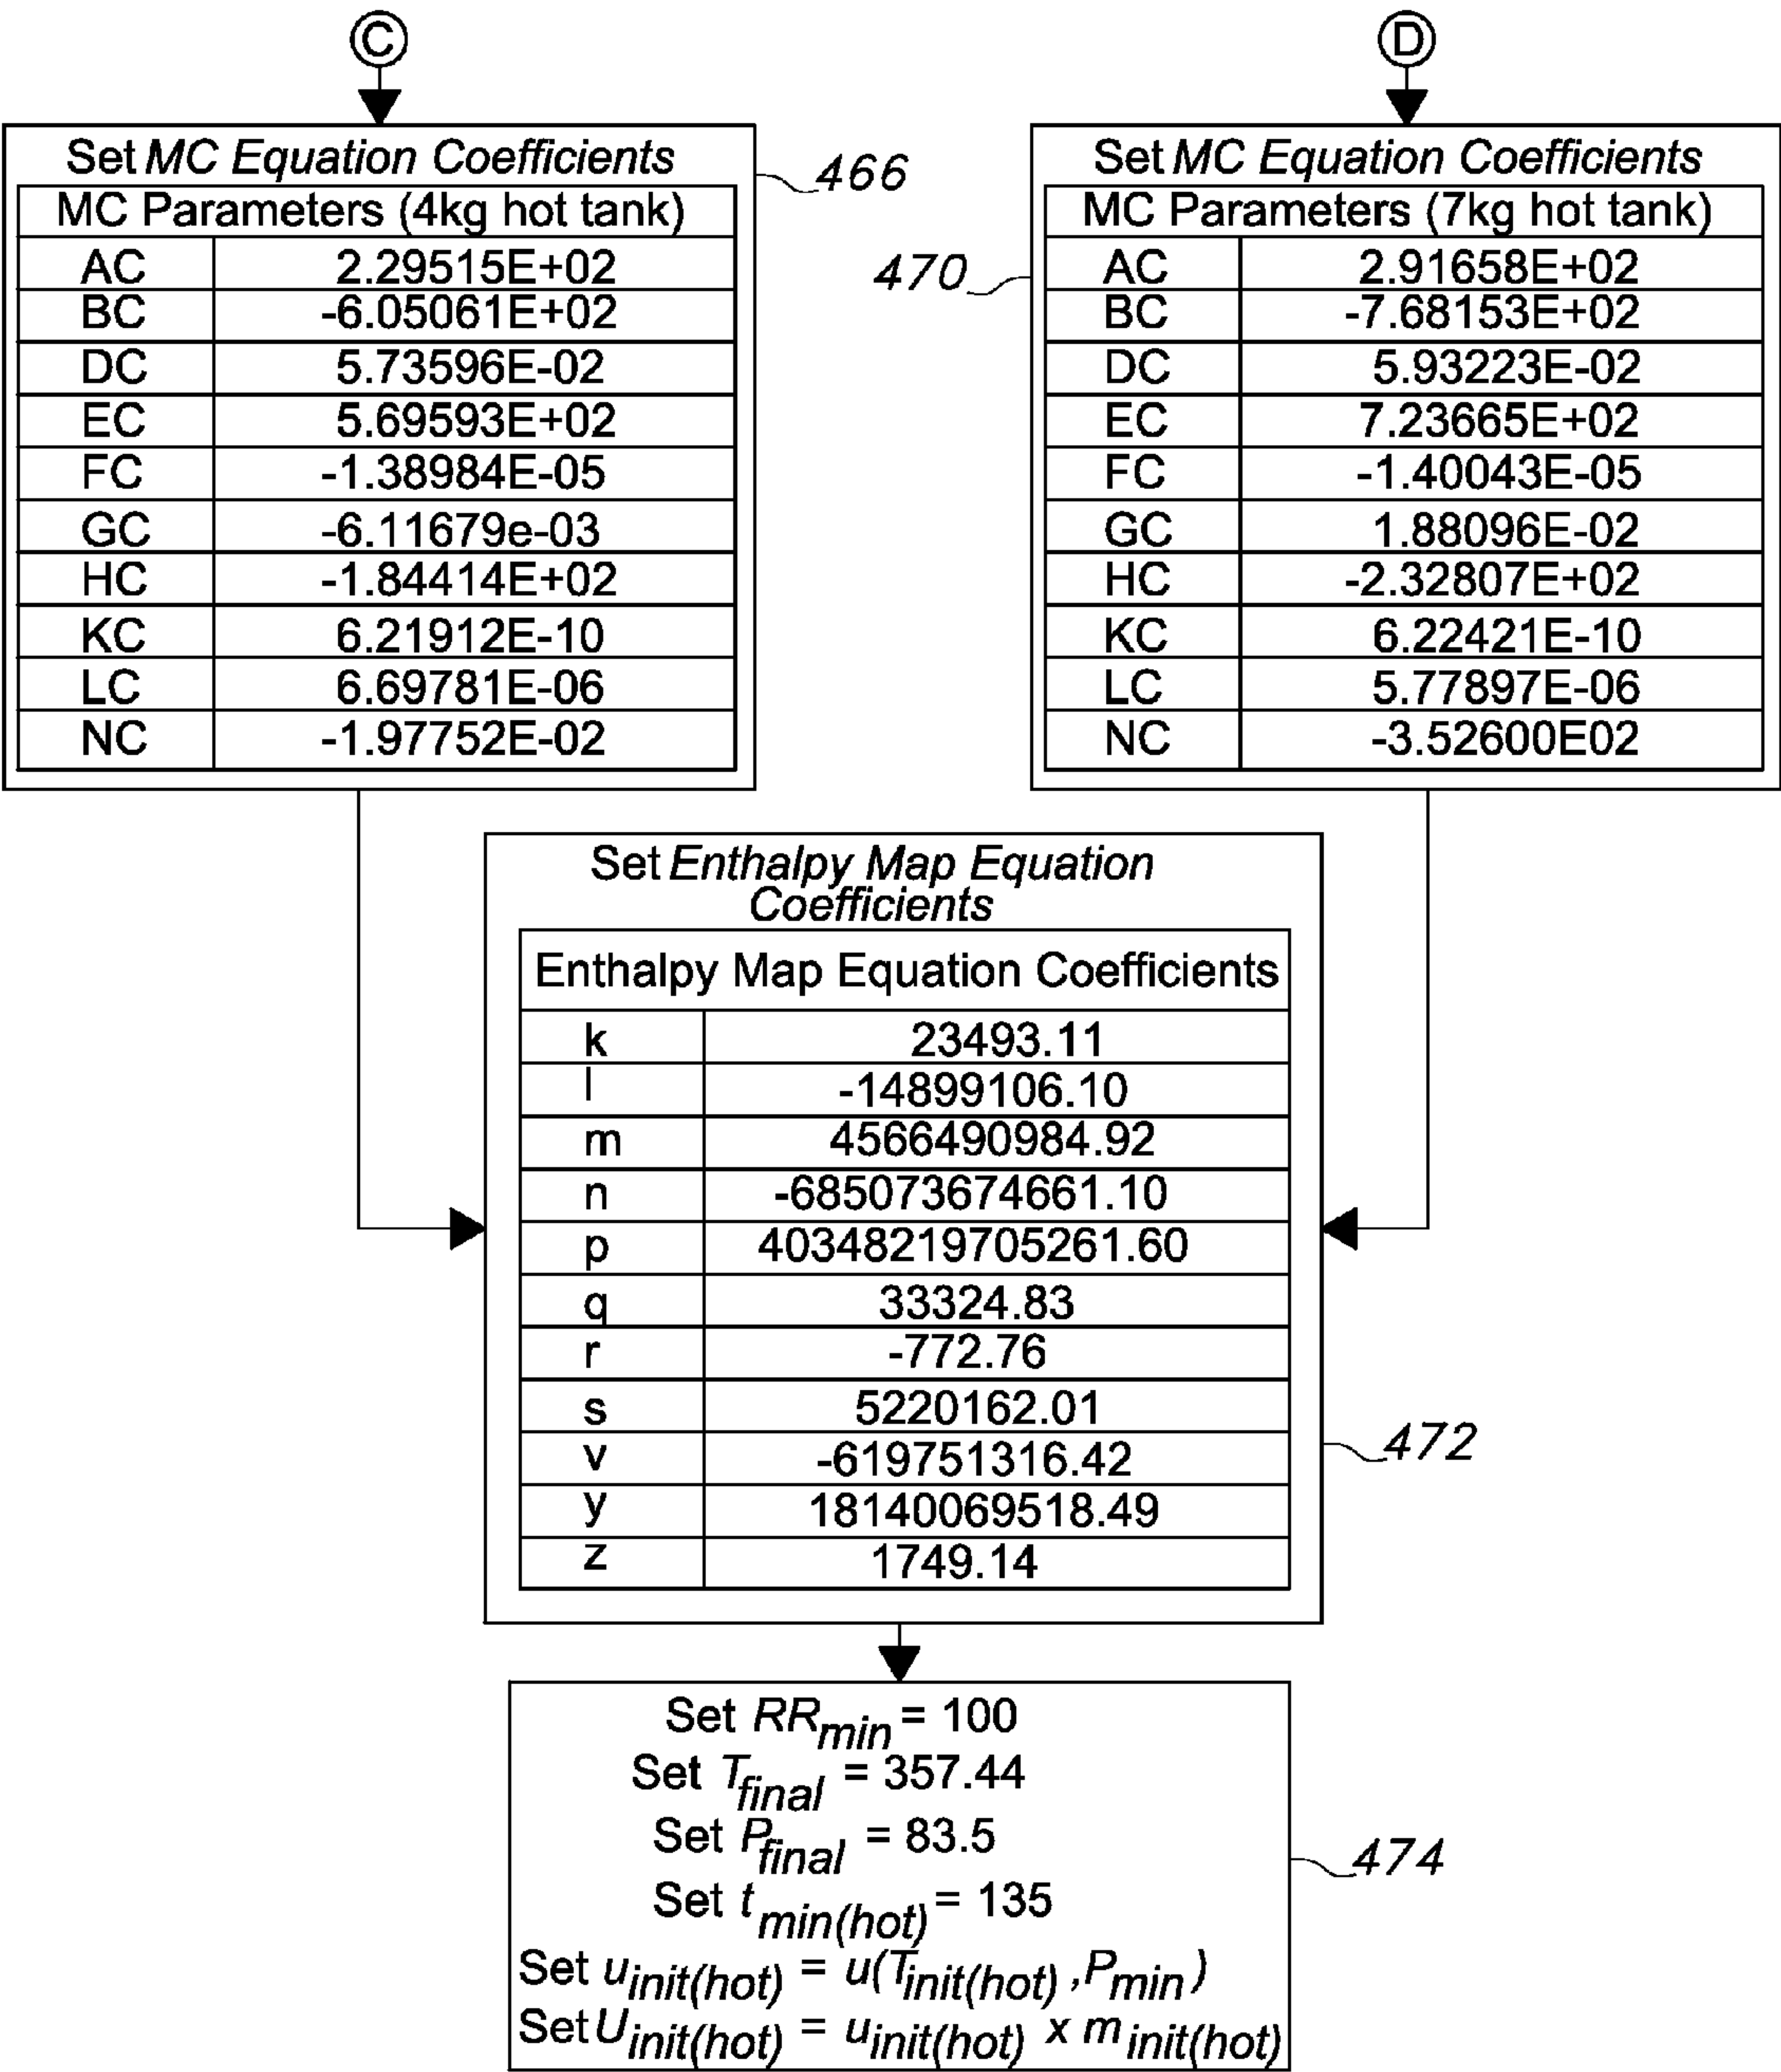 C
Set MC Equation Coefficients
MC Parameters (4kg hot tank)
AC 2.29515E+02
BC -6.05061E+02
DC 5.73596E-02
EC 5.69593E+02
FC -1.38984E-05
GC -6.11679e-03
HC -1.84414E+02
KC 6.21912E-10
LC 6.69781E-06
NC -1.97752E-02
466
D
Set MC Equation Coefficients
MC Parameters (7kg hot tank)
AC 2.91658E+02
BC -7.68153E+02
DC 5.93223E-02
EC 7.23665E+02
FC -1.40043E-05
GC 1.88096E-02
HC -2.32807E+02
KC 6.22421E-10
LC 5.77897E-06
NC -3.52600E02
470
Set Enthalpy Map Equation
Coefficients
Enthalpy Map Equation Coefficients
k 23493.11
l -14899106.10
m 4566490984.92
n -685073674661.10
p 40348219705261.60
q 33324.83
r -772.76
s 5220162.01
v -619751316.42
y 18140069518.49
z 1749.14
472
Set RRmin = 100
Set Tfinal = 357.44
Set Pfinal = 83.5
Set tmin(hot) = 135
Set uinit(hot) = u(Tinit(hot) ,Pmin)
Set Uinit(hot) = uinit(hot) x minit(hot)
474